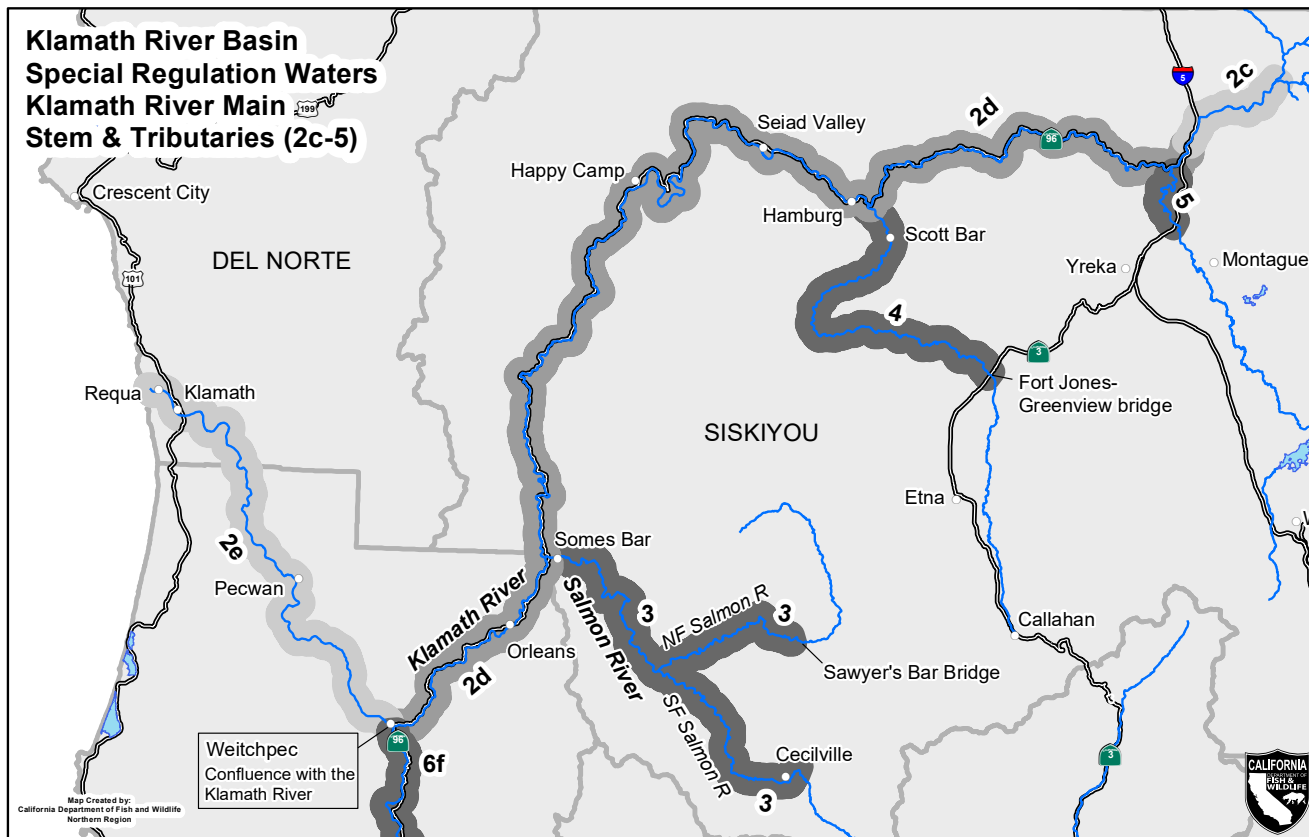 Klamath River Basin
Special Regulation Waters
Klamath River Main
Stem & Tributaries (2c-5)
199
5
2c
2d
96
Seiad Valley
Happy Camp
Crescent City
Hamburg
5
Scott Bar
DEL NORTE
Yreka
Montague
101
4
3
Requa
Klamath
Fort Jones-
Greenview bridge
SISKIYOU
Etna
2e
Somes Bar
Pecwan
Klamath River
Salmon River
3
NF Salmon R
3
Orleans
Callahan
2d
Sawyer's Bar Bridge
SF Salmon R
Weitchpec
Confluence with the
Klamath River
96
6f
Cecilville
3
3
CALIFORNIA
DEPARTMENT OF
FISH &
WILDLIFE
Map Created by:
California Department of Fish and Wildlife
Northern Region